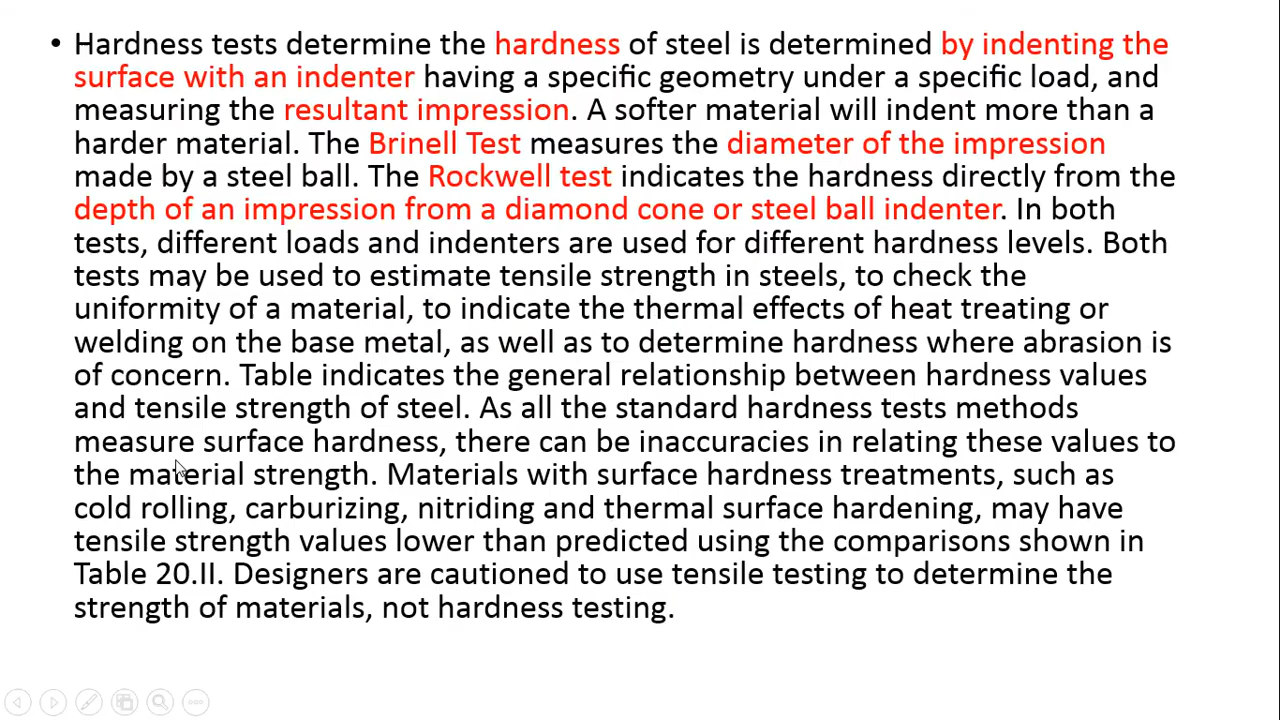 • Hardness tests determine the hardness of steel is determined by indenting the
surface with an indenter having a specific geometry under a specific load, and
measuring the resultant impression. A softer material will indent more than a
harder material. The Brinell Test measures the diameter of the impression
made by a steel ball. The Rockwell test indicates the hardness directly from the
depth of an impression from a diamond cone or steel ball indenter. In both
tests, different loads and indenters are used for different hardness levels. Both
tests may be used to estimate tensile strength in steels, to check the
uniformity of a material, to indicate the thermal effects of heat treating or
welding on the base metal, as well as to determine hardness where abrasion is
of concern. Table indicates the general relationship between hardness values
and tensile strength of steel. As all the standard hardness tests methods
measure surface hardness, there can be inaccuracies in relating these values to
the material strength. Materials with surface hardness treatments, such as
cold rolling, carburizing, nitriding and thermal surface hardening, may have
tensile strength values lower than predicted using the comparisons shown in
Table 20.II. Designers are cautioned to use tensile testing to determine the
strength of materials, not hardness testing.